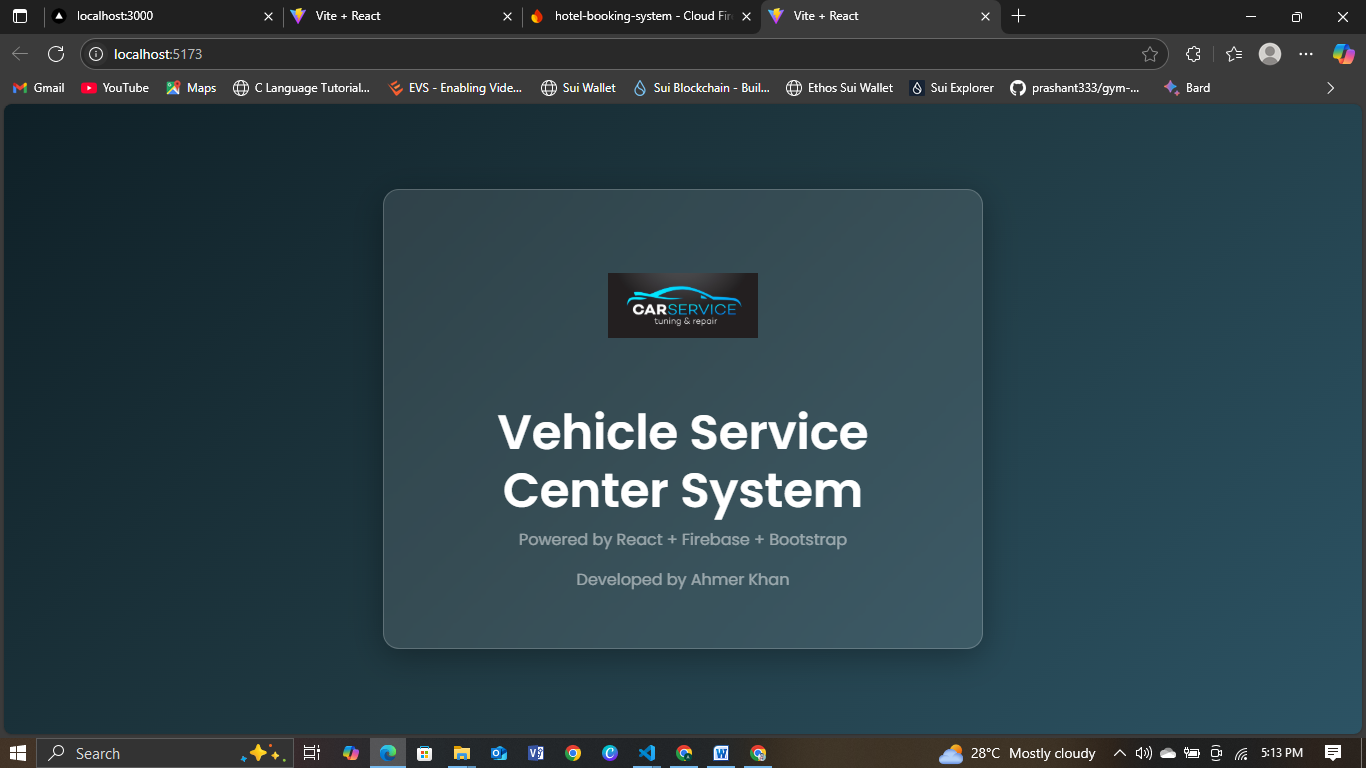 localhost:3000
Vite + React
hotel-booking-system - Cloud Fir
Vite + React
localhost:5173
Gmail
YouTube
Maps
C Language Tutorial...
EVS - Enabling Vide...
Sui Wallet
Sui Blockchain - Buil...
Ethos Sui Wallet
Sui Explorer
prashant333/gym-...
Bard
CARSERVICE
tuning & repair
Vehicle Service
Center System
Powered by React + Firebase + Bootstrap
Developed by Ahmer Khan
Search
28°C Mostly cloudy
5:13 PM